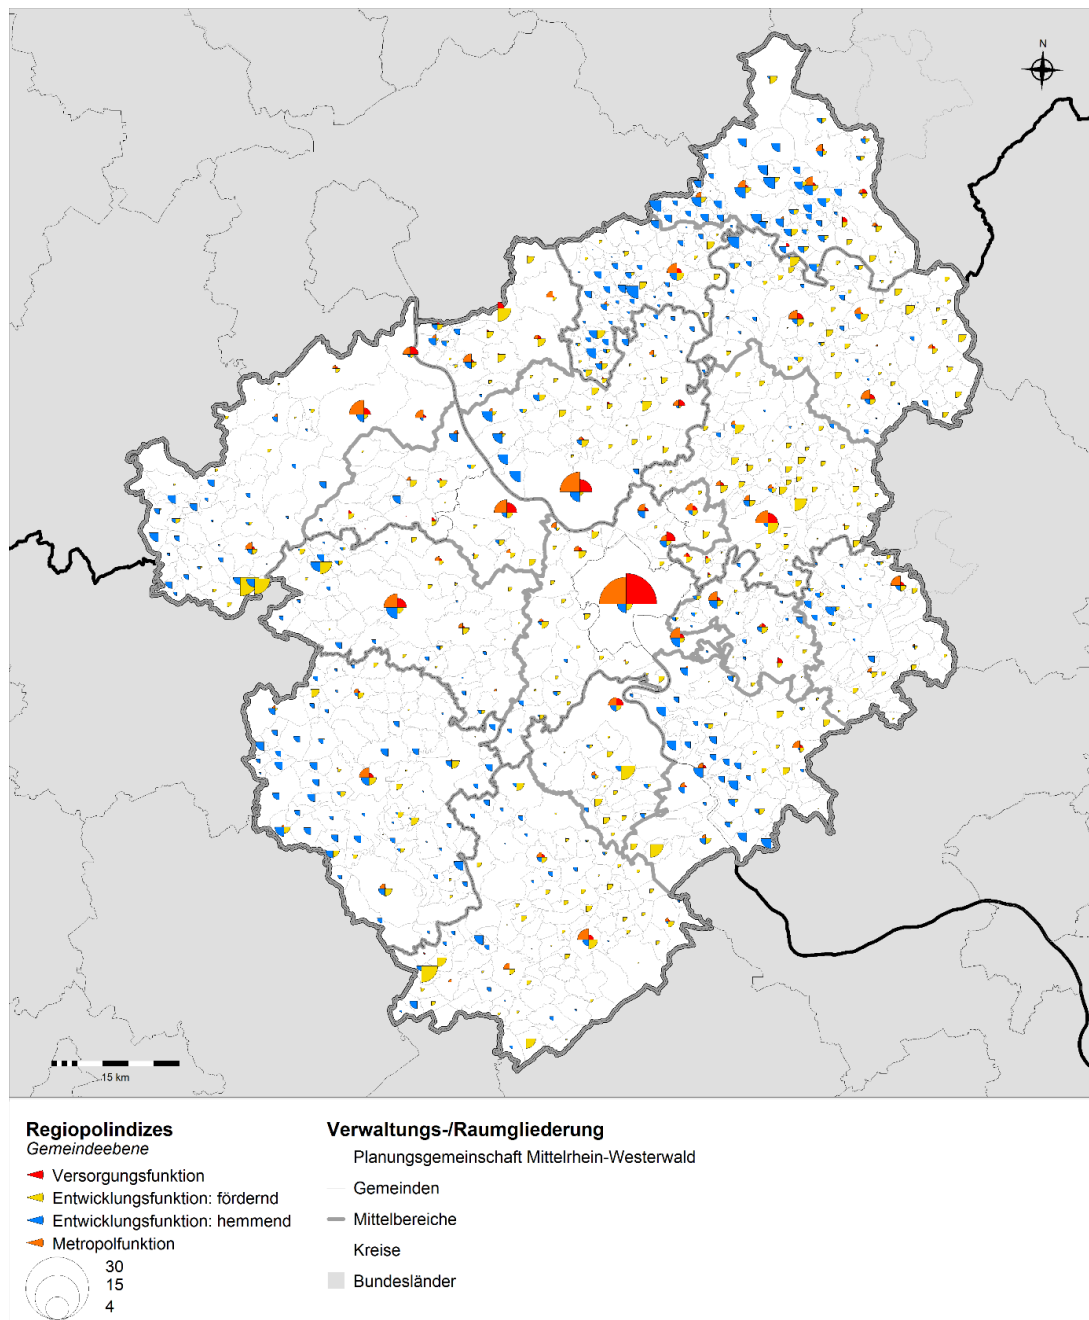 N
15 km
Regiopolindizes
Gemeindeebene
Versorgungsfunktion
Entwicklungsfunktion: fördernd
Entwicklungsfunktion: hemmend
Metropolfunktion
30
15
4
Verwaltungs-/Raumgliederung
Planungsgemeinschaft Mittelrhein-Westerwald
Gemeinden
Mittelbereiche
Kreise
Bundesländer